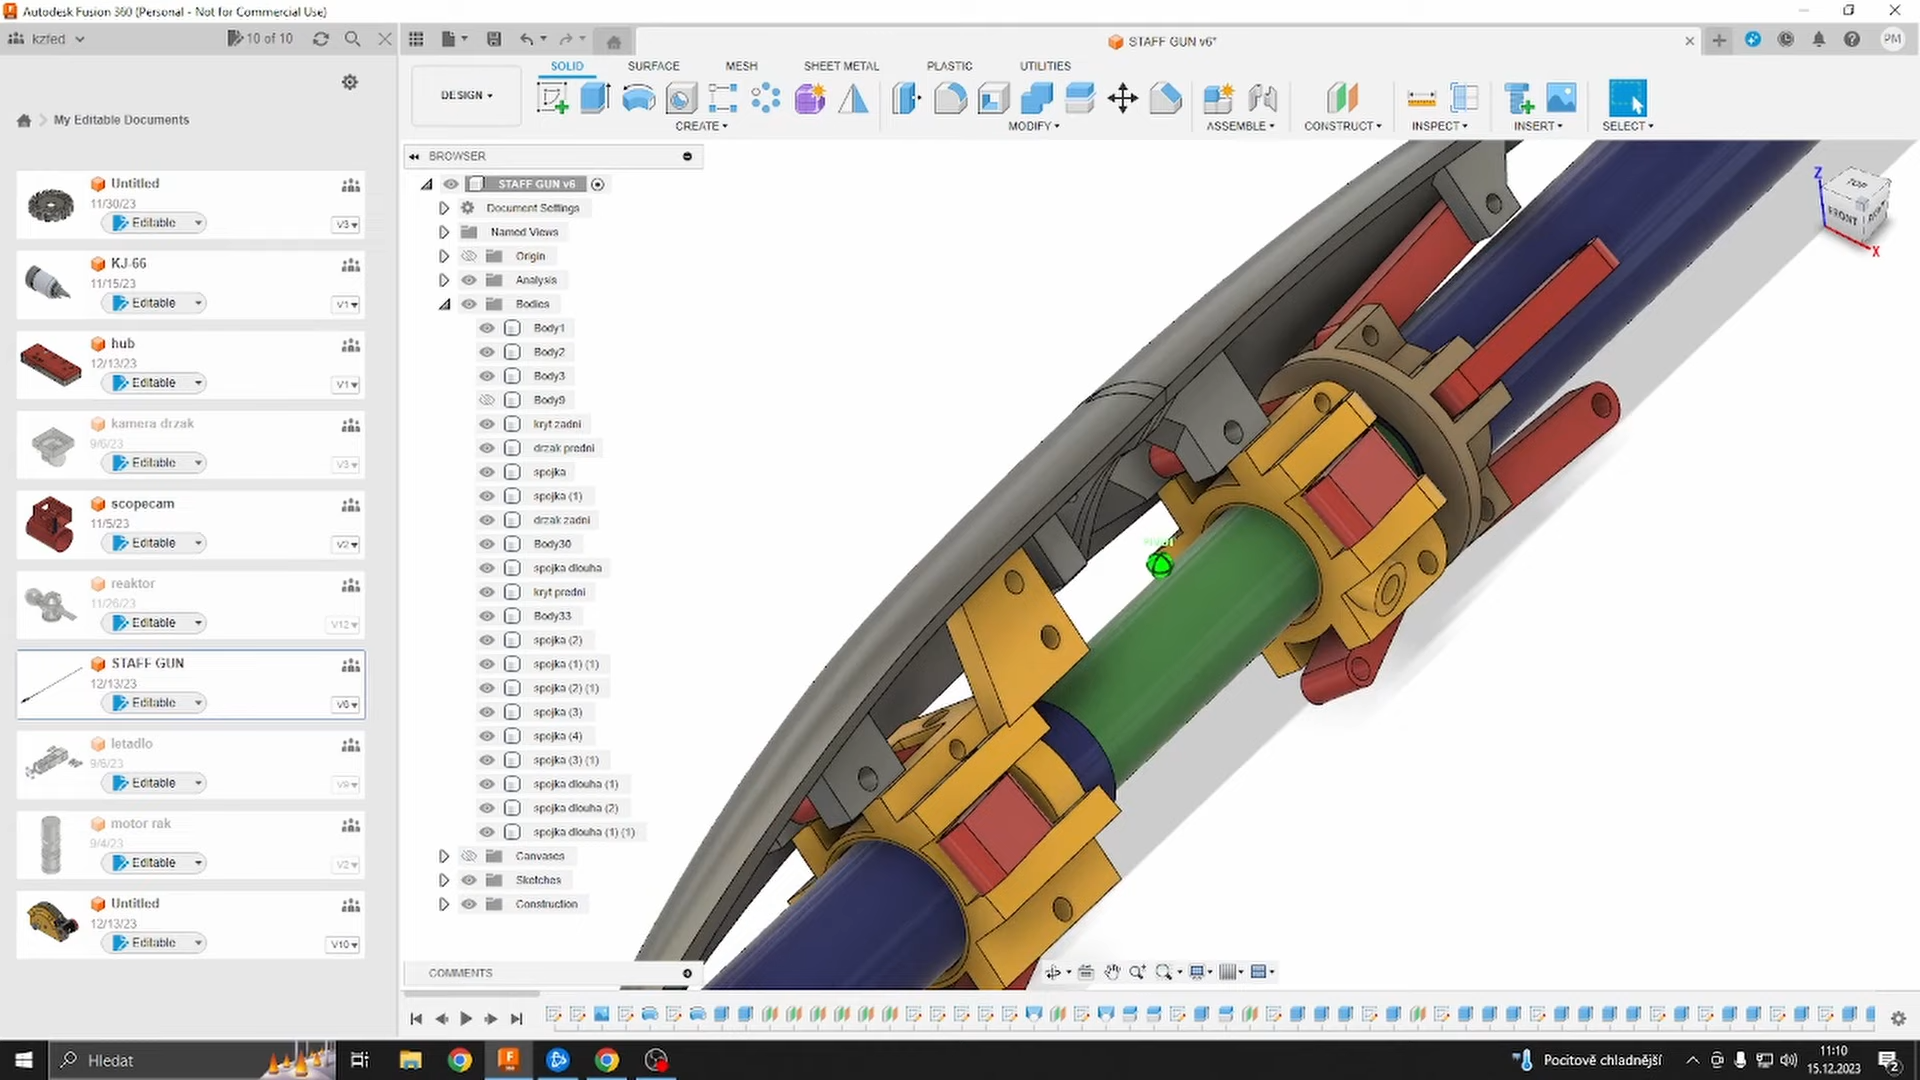 Autodesk Fusion 360 (Personal - Not for Commercial Use)
kzfed
10 of 10
STAFF GUN v6*
PM
My Editable Documents
DESIGN
SOLID
SURFACE
MESH
SHEET METAL
PLASTIC
UTILITIES
CREATE
MODIFY
ASSEMBLE
CONSTRUCT
INSPECT
INSERT
SELECT
BROWSER
STAFF GUN v6
Document Settings
Named Views
Origin
Analysis
Bodies
Body1
Body2
Body3
Body9
kryt zadni
drzak predni
spojka
spojka (1)
drzak zadni
Body30
spojka dlouha
kryt predni
Body33
spojka (2)
spojka (1) (1)
spojka (2) (1)
spojka (3)
spojka (4)
spojka (3) (1)
spojka dlouha (1)
spojka dlouha (2)
spojka dlouha (1) (1)
Canvases
Sketches
Construction
COMMENTS
Untitled
11/30/23
Editable
V3
KJ-66
11/15/23
Editable
V1
hub
12/13/23
Editable
V1
kamera drzak
9/6/23
Editable
V3
scopecam
11/5/23
Editable
V2
reaktor
11/26/23
Editable
V12
STAFF GUN
12/13/23
Editable
V6
letadlo
9/6/23
Editable
V9
motor rak
9/4/23
Editable
V2
Untitled
12/13/23
Editable
V10
Z
TOP
FRONT
X
Hledat
Pocitově chladnější
11:10
15.12.2023
2